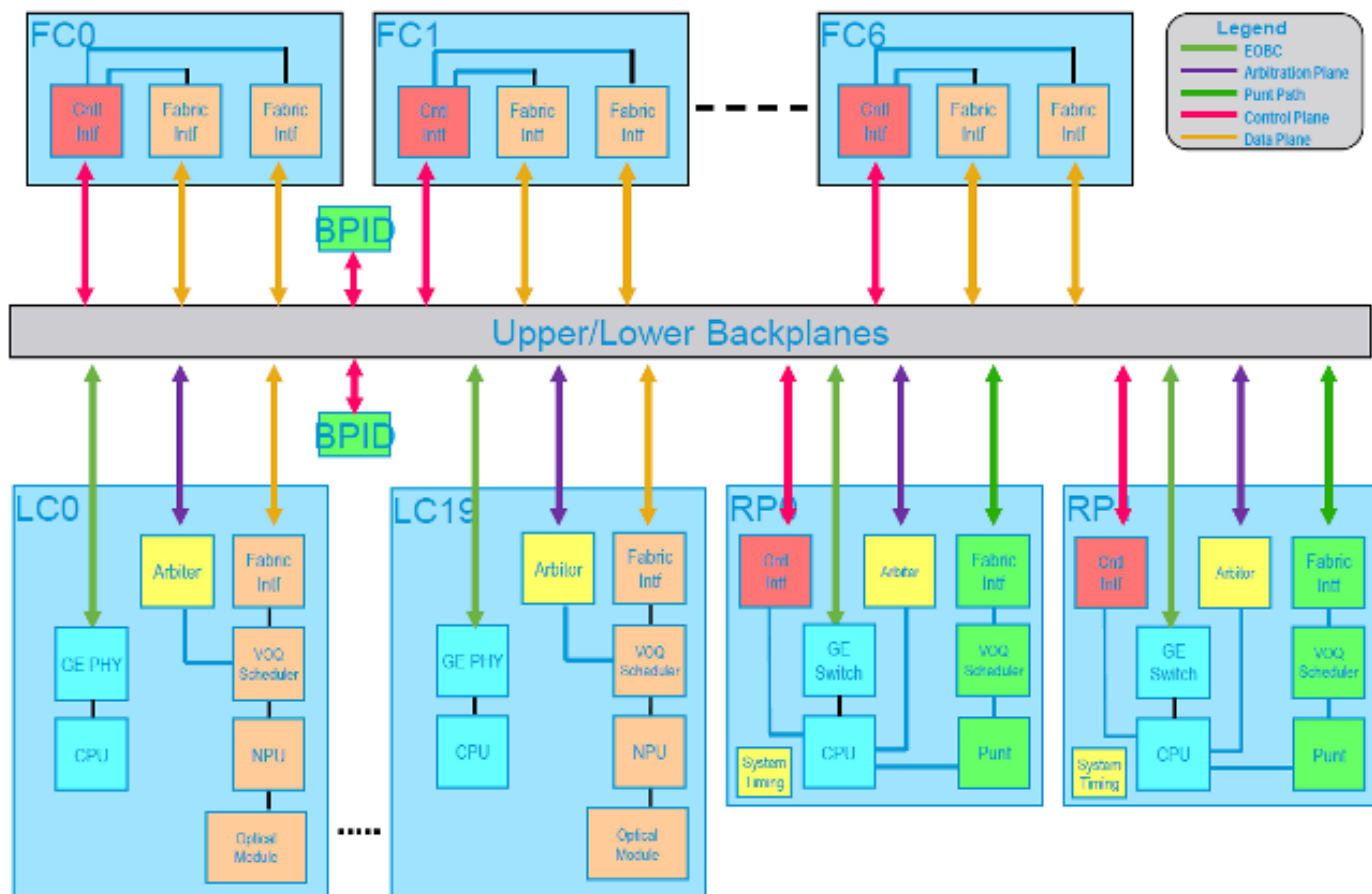 FC0
FC1
FC6
Legend
EOBC
Arbitration Plane
Punt Path
Control Plane
Data Plane
Cntl
Intf
Fabric
Intf
Fabric
Intf
Cntl
Intf
Fabric
Intf
Fabric
Intf
Cntl
Intf
Fabric
Intf
Fabric
Intf
BPID
Upper/Lower Backplanes
BPID
LC0
Arbiter
Fabric
Intf
GE PHY
VOQ
Scheduler
CPU
NPU
Optical
Module
LC19
Arbiter
Fabric
Intf
GE PHY
VOQ
Scheduler
CPU
NPU
Optical
Module
RP0
Cntl
Intf
Arbiter
Fabric
Intf
GE
Switch
VOQ
Scheduler
System
Timing
CPU
Punt
RP1
Cntl
Intf
Arbiter
Fabric
Intf
GE
Switch
VOQ
Scheduler
System
Timing
CPU
Punt